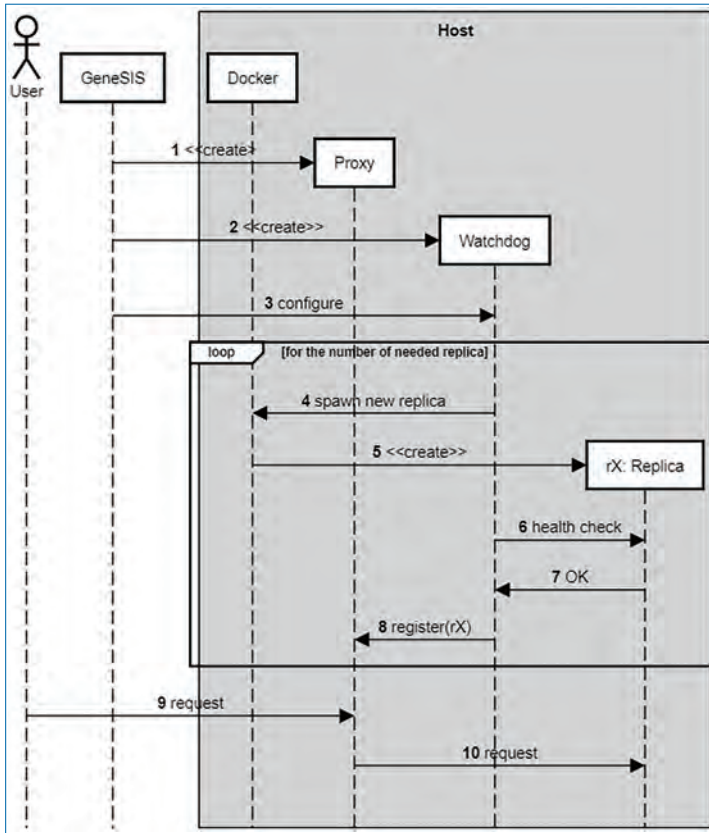 Host
User
GeneSIS
Docker
1 <<create>
Proxy
2 <<create>>
Watchdog
3 configure
loop
[for the number of needed replica]
4 spawn new replica
5 <<create>>
rX: Replica
6 health check
7 OK
8 register(rX)
9 request
10 request